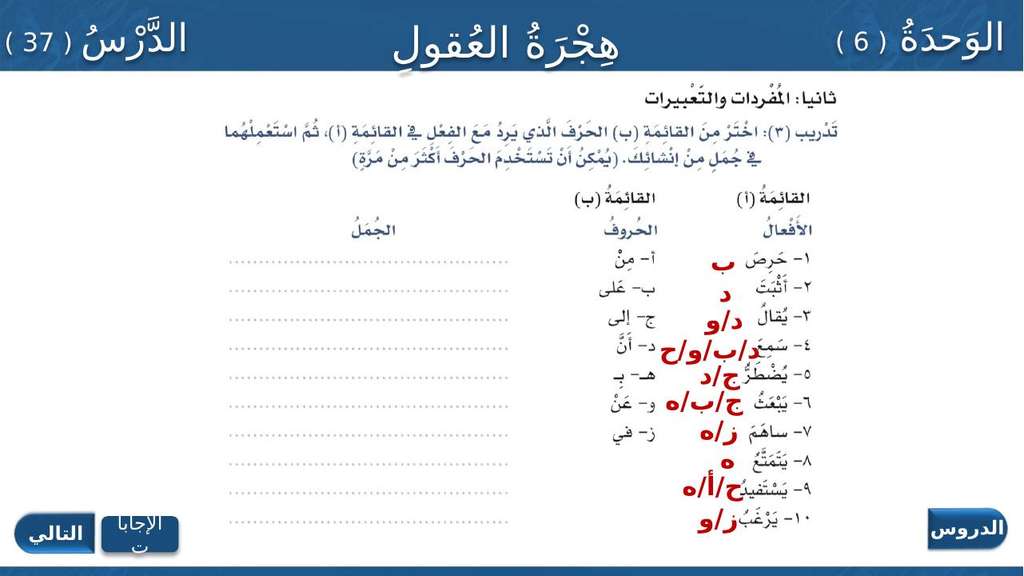 الوَحدَةُ ( 6 )
هِجْرَةُ العُقولِ
الدَّرْسُ ( 37 )
ثانيا: المُفْردات والتَّعْبيرات
تَدْريب (٣): اخْتَرْ مِنَ القائِمَةِ (ب) الحَرْفَ الَّذي يَرِدُ مَعَ الفِعْلِ في القائِمَةِ (أ)، ثُمَّ اسْتَعْمِلْهُما
في جُمَلٍ مِنْ إنْشائِكَ. (يُمْكِنُ أَنْ تَسْتَخْدِمَ الحَرْفَ أَكْثَرَ مِنْ مَرَّةٍ)
القائِمَةُ (أ) القائِمَةُ (ب)
الأَفْعالُ الحُروفُ الجُمَلُ
١- حَرِصَ ب أ- مِنْ ........................................
٢- أَثْبَتَ د ب- عَلى ........................................
٣- يُقالُ د/و ج- إلى ........................................
٤- سَمِعَ د/ب/و/ح د- أَنَّ ........................................
٥- يُضْطَرُّ ج/د هـ- بِـ ........................................
٦- يَبْعَثُ ج/ب/ه و- عَنْ ........................................
٧- ساهَمَ ز/ه ز- في ........................................
٨- يَتَمَتَّعُ ه ........................................
٩- يَسْتَفيدُ ح/أ/ه ........................................
١٠- يَرْغَبُ ز/و ........................................
الدروس
الإجابات
التالي